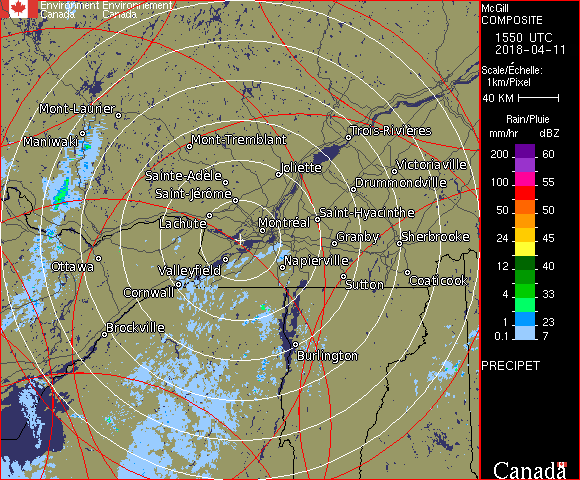 Environment Environnement
Canada Canada
McGill
COMPOSITE
1550 UTC
2018-04-11
Scale/Échelle:
1km/Pixel
40 KM
Rain/Pluie
mm/hr dBZ
200 60
100 55
50 50
24 45
12 40
4 33
1 23
0.1 7
PRECIPET
Canada
Mont-Laurier
Maniwaki
Mont-Tremblant
Trois-Rivières
Joliette
Victoriaville
Sainte-Adèle
Drummondville
Saint-Jérôme
Lachute
Saint-Hyacinthe
Montréal
Granby
Sherbrooke
Ottawa
Valleyfield
Napierville
Cornwall
Sutton
Coaticook
Brockville
Burlington